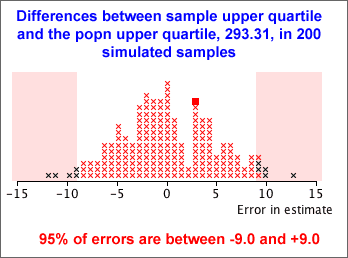 Differences between sample upper quartile
and the popn upper quartile, 293.31, in 200
simulated samples
-15 -10 -5 0 5 10 15
Error in estimate
95% of errors are between -9.0 and +9.0